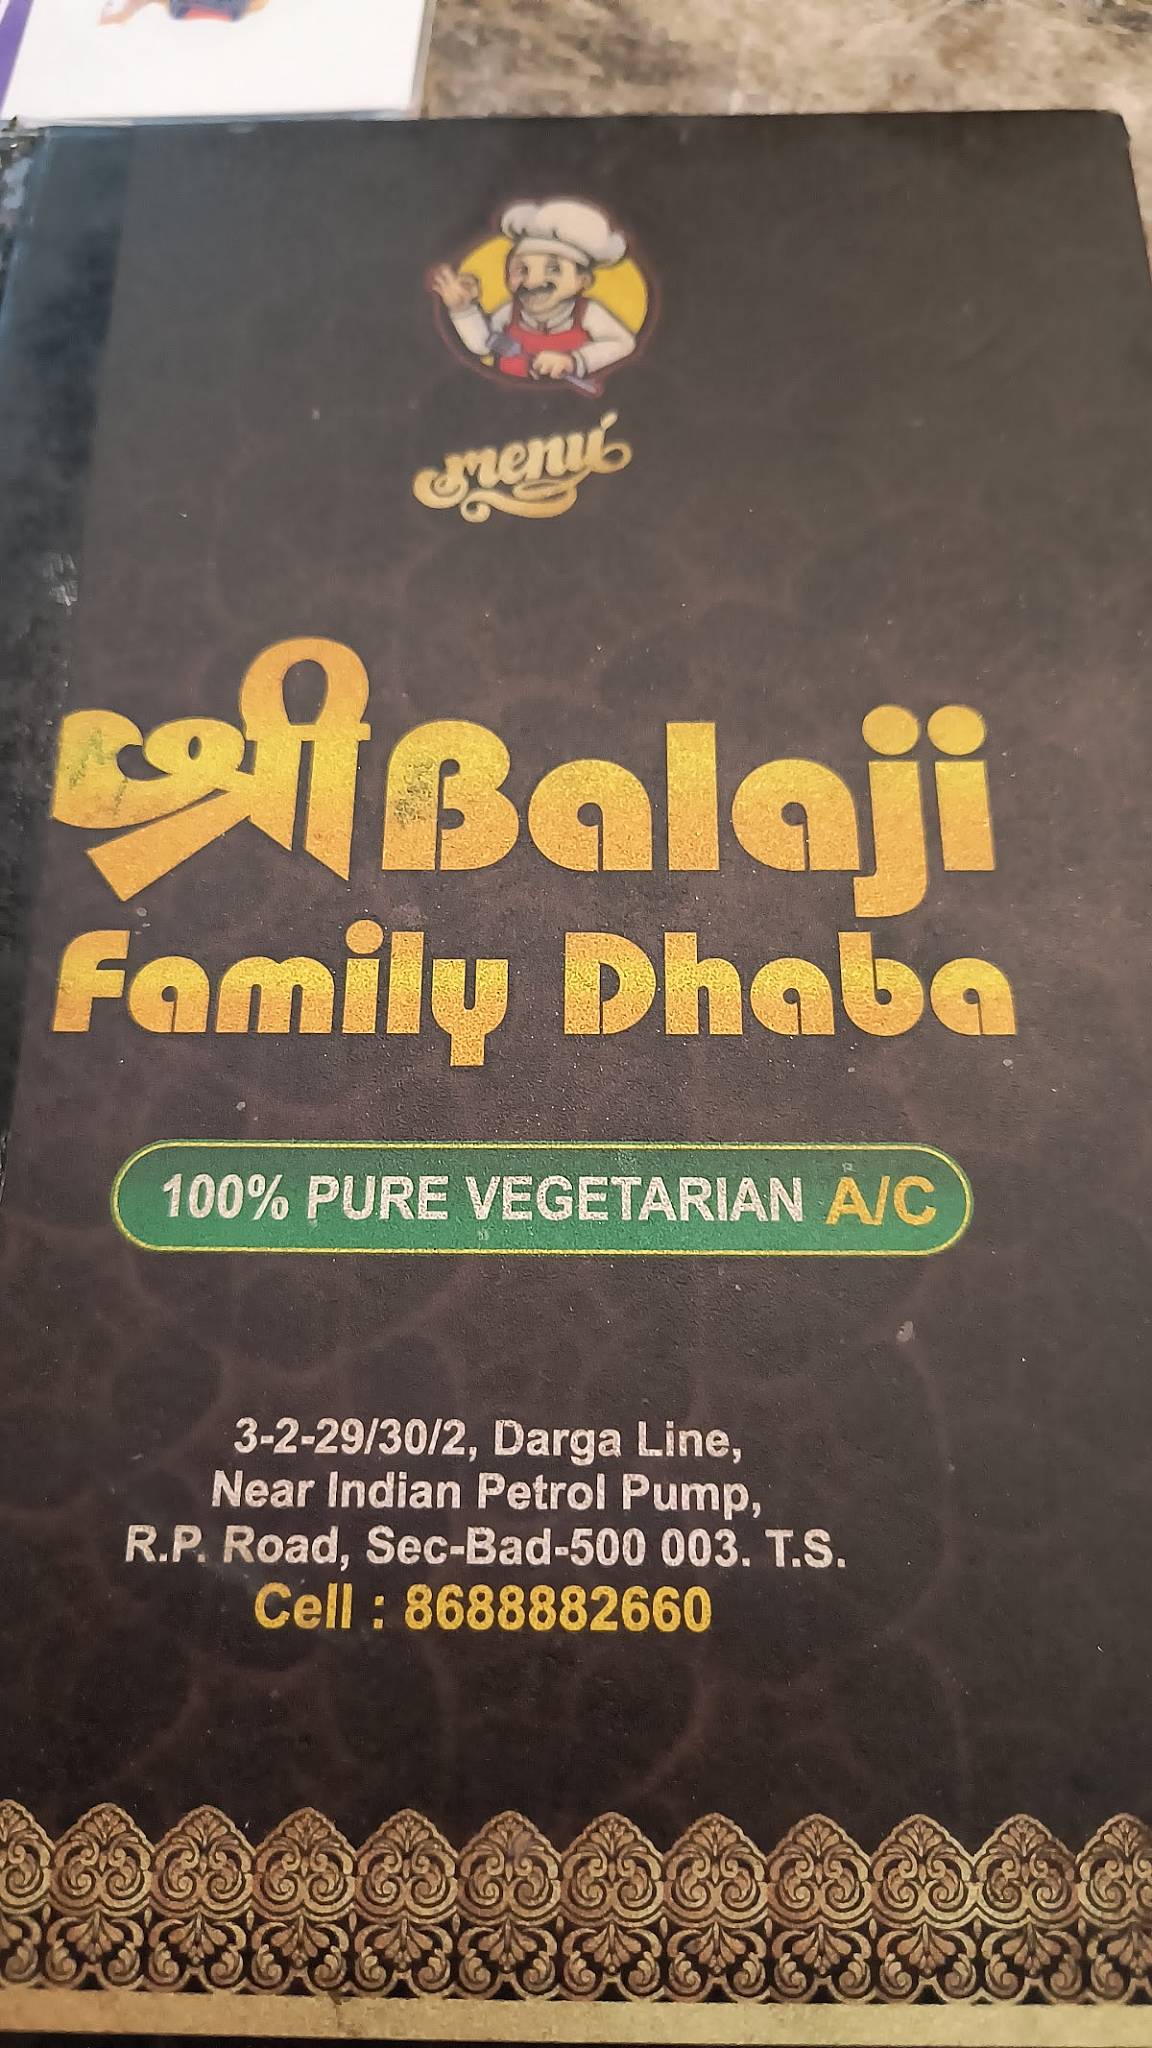 menu
श्री Balaji
Family Dhaba
100% PURE VEGETARIAN A/C
3-2-29/30/2, Darga Line,
Near Indian Petrol Pump,
R.P. Road, Sec-Bad-500 003. T.S.
Cell : 8688882660